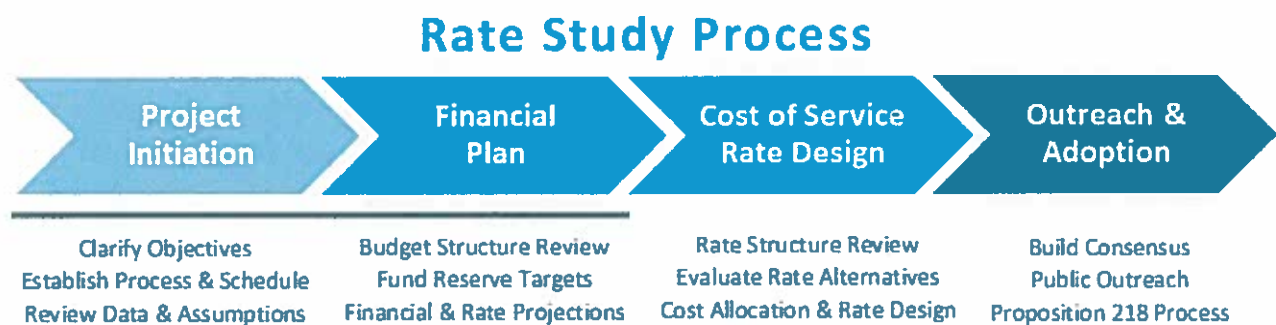 Rate Study Process
Project
Initiation
Financial
Plan
Cost of Service
Rate Design
Outreach &
Adoption
Clarify Objectives
Establish Process & Schedule
Review Data & Assumptions
Budget Structure Review
Fund Reserve Targets
Financial & Rate Projections
Rate Structure Review
Evaluate Rate Alternatives
Cost Allocation & Rate Design
Build Consensus
Public Outreach
Proposition 218 Process